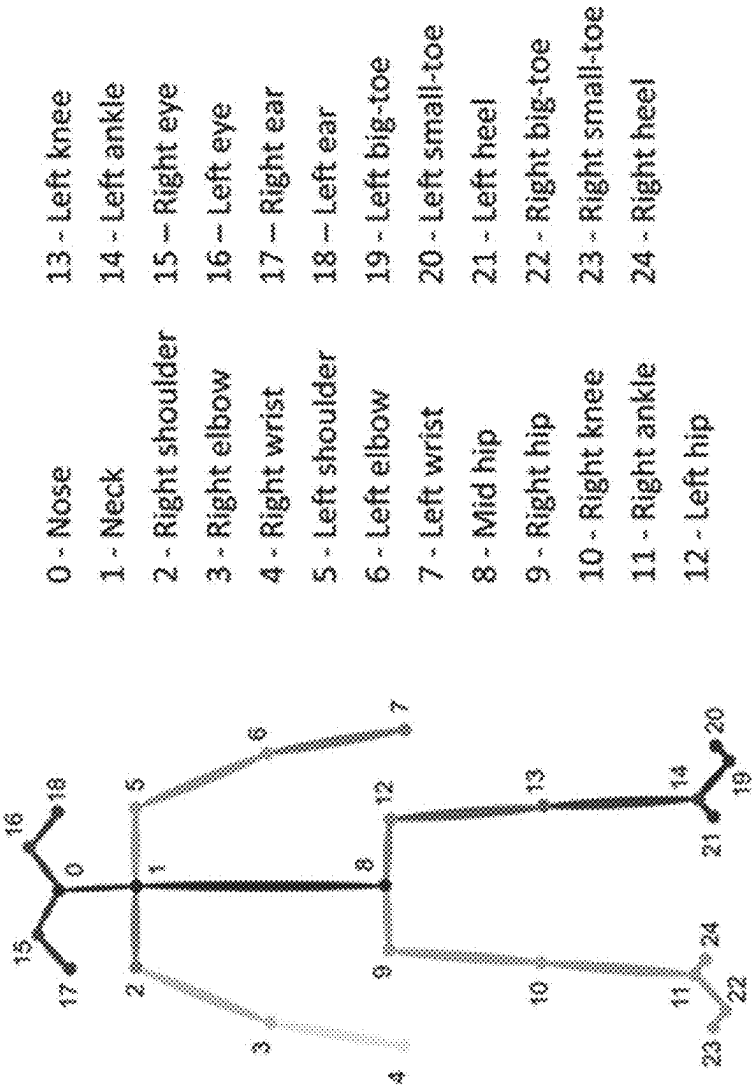 15
16
17
0
18
2
1
5
3
6
4
7
8
9
12
10
13
11
14
24
21
23
22
20
19
0 - Nose
1 - Neck
2 - Right shoulder
3 - Right elbow
4 - Right wrist
5 - Left shoulder
6 - Left elbow
7 - Left wrist
8 - Mid hip
9 - Right hip
10 - Right knee
11 - Right ankle
12 - Left hip
13 - Left knee
14 - Left ankle
15 – Right eye
16 – Left eye
17 – Right ear
18 – Left ear
19 - Left big-toe
20 - Left small-toe
21 - Left heel
22 - Right big-toe
23 - Right small-toe
24 - Right heel